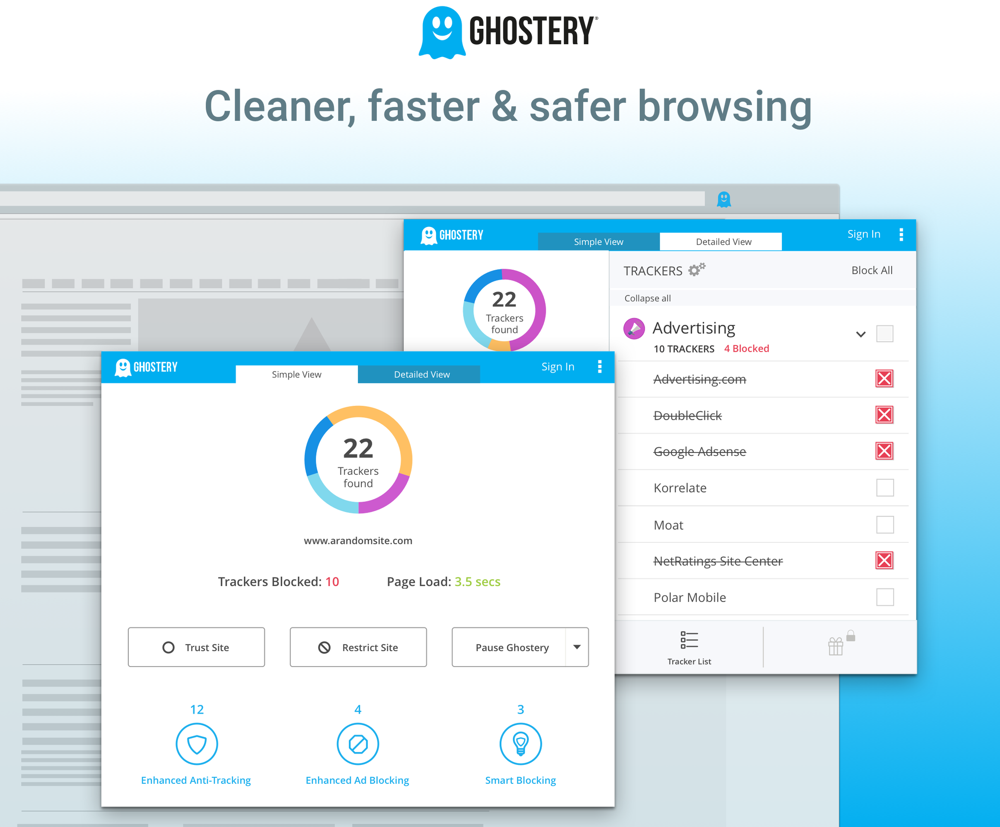 GHOSTERY®
Cleaner, faster & safer browsing
GHOSTERY
Simple View
Detailed View
Sign In
22
Trackers
found
TRACKERS
Block All
Collapse all
Advertising
10 TRACKERS 4 Blocked
Advertising.com
DoubleClick
Google Adsense
Korrelate
Moat
NetRatings Site Center
Polar Mobile
Tracker List
GHOSTERY
Simple View
Detailed View
Sign In
22
Trackers
found
www.arandomsite.com
Trackers Blocked: 10
Page Load: 3.5 secs
Trust Site
Restrict Site
Pause Ghostery
12
4
3
Enhanced Anti-Tracking
Enhanced Ad Blocking
Smart Blocking